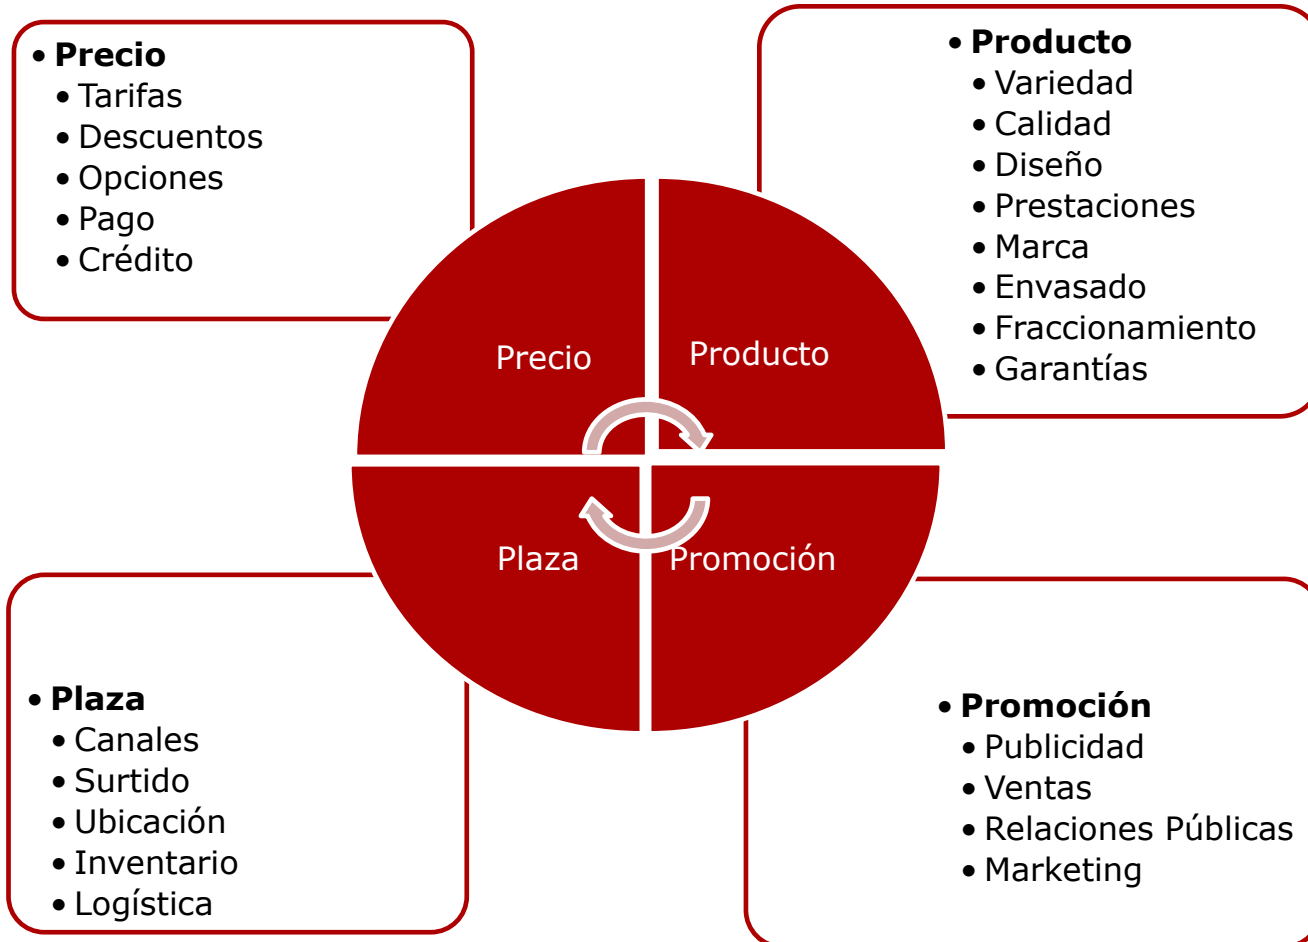 • Precio
• Tarifas
• Descuentos
• Opciones
• Pago
• Crédito
• Producto
• Variedad
• Calidad
• Diseño
• Prestaciones
• Marca
• Envasado
• Fraccionamiento
• Garantías
Precio
Producto
Plaza
Promoción
• Plaza
• Canales
• Surtido
• Ubicación
• Inventario
• Logística
• Promoción
• Publicidad
• Ventas
• Relaciones Públicas
• Marketing